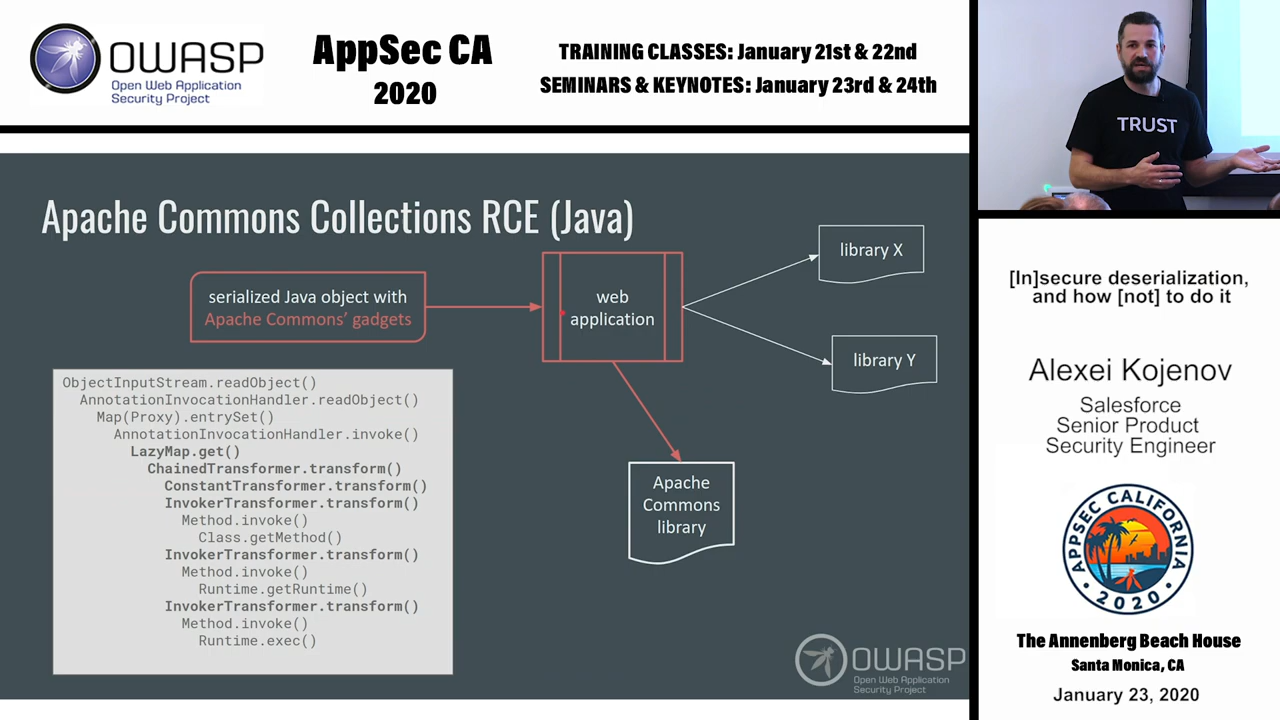 OWASP
Open Web Application
Security Project
AppSec CA
2020
TRAINING CLASSES: January 21st & 22nd
SEMINARS & KEYNOTES: January 23rd & 24th
TRUST
Apache Commons Collections RCE (Java)
serialized Java object with
Apache Commons' gadgets
web
application
library X
library Y
Apache
Commons
library
ObjectInputStream.readObject()
AnnotationInvocationHandler.readObject()
Map(Proxy).entrySet()
AnnotationInvocationHandler.invoke()
LazyMap.get()
ChainedTransformer.transform()
ConstantTransformer.transform()
InvokerTransformer.transform()
Method.invoke()
Class.getMethod()
InvokerTransformer.transform()
Method.invoke()
Runtime.getRuntime()
InvokerTransformer.transform()
Method.invoke()
Runtime.exec()
OWASP
Open Web Application
Security Project
[In]secure deserialization,
and how [not] to do it
Alexei Kojenov
Salesforce
Senior Product
Security Engineer
APPSEC CALIFORNIA
2020
The Annenberg Beach House
Santa Monica, CA
January 23, 2020